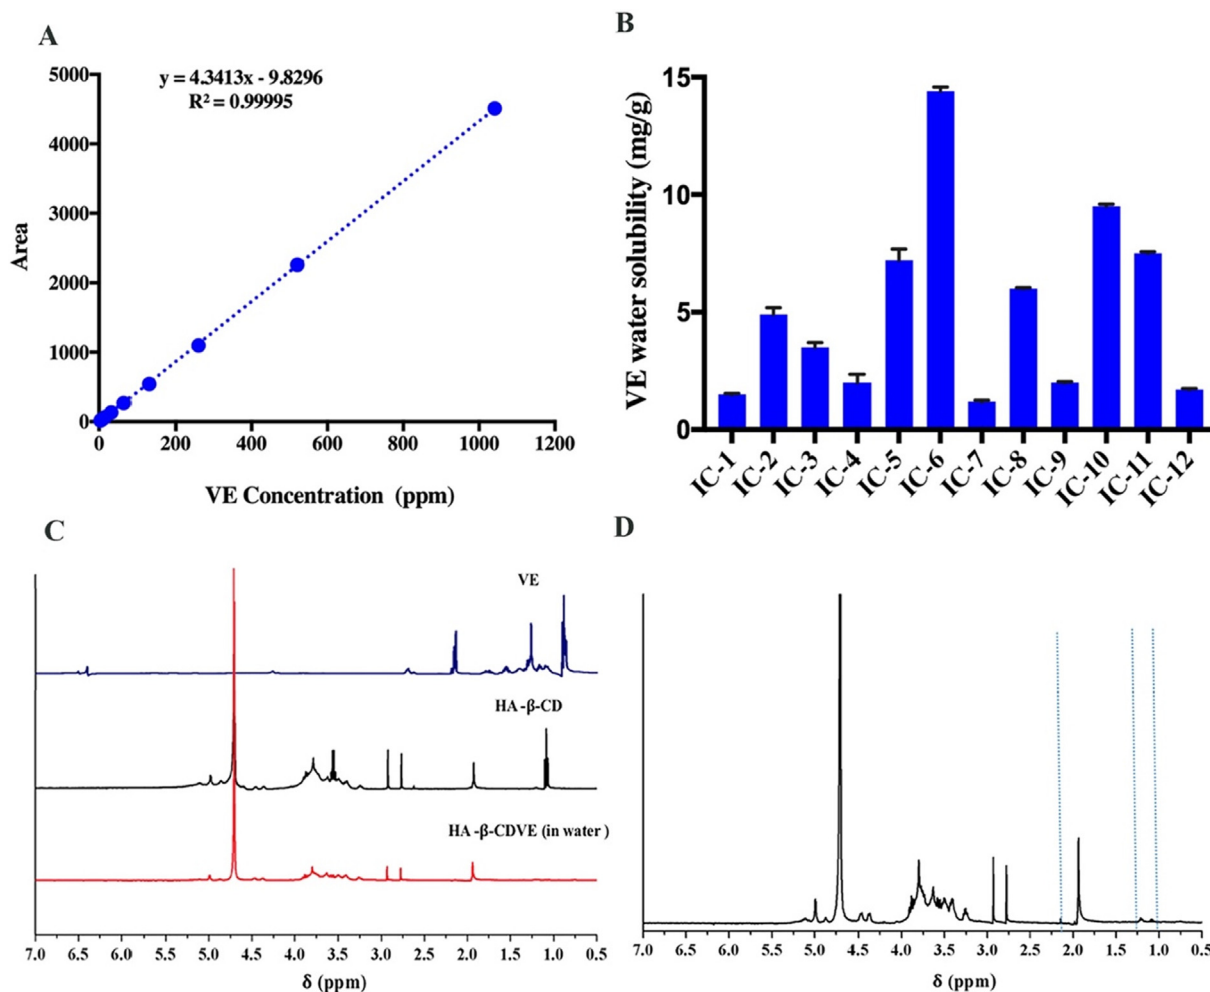 A
y = 4.3413x - 9.8296
R² = 0.99995
5000
4000
3000
2000
1000
0
Area
0 200 400 600 800 1000 1200
VE Concentration (ppm)
B
15
10
5
0
VE water solubility (mg/g)
IC-1 IC-2 IC-3 IC-4 IC-5 IC-6 IC-7 IC-8 IC-9 IC-10 IC-11 IC-12
C
VE
HA -β-CD
HA -β-CDVE (in water )
7.0 6.5 6.0 5.5 5.0 4.5 4.0 3.5 3.0 2.5 2.0 1.5 1.0 0.5
δ (ppm)
D
7.0 6.5 6.0 5.5 5.0 4.5 4.0 3.5 3.0 2.5 2.0 1.5 1.0 0.5
δ (ppm)